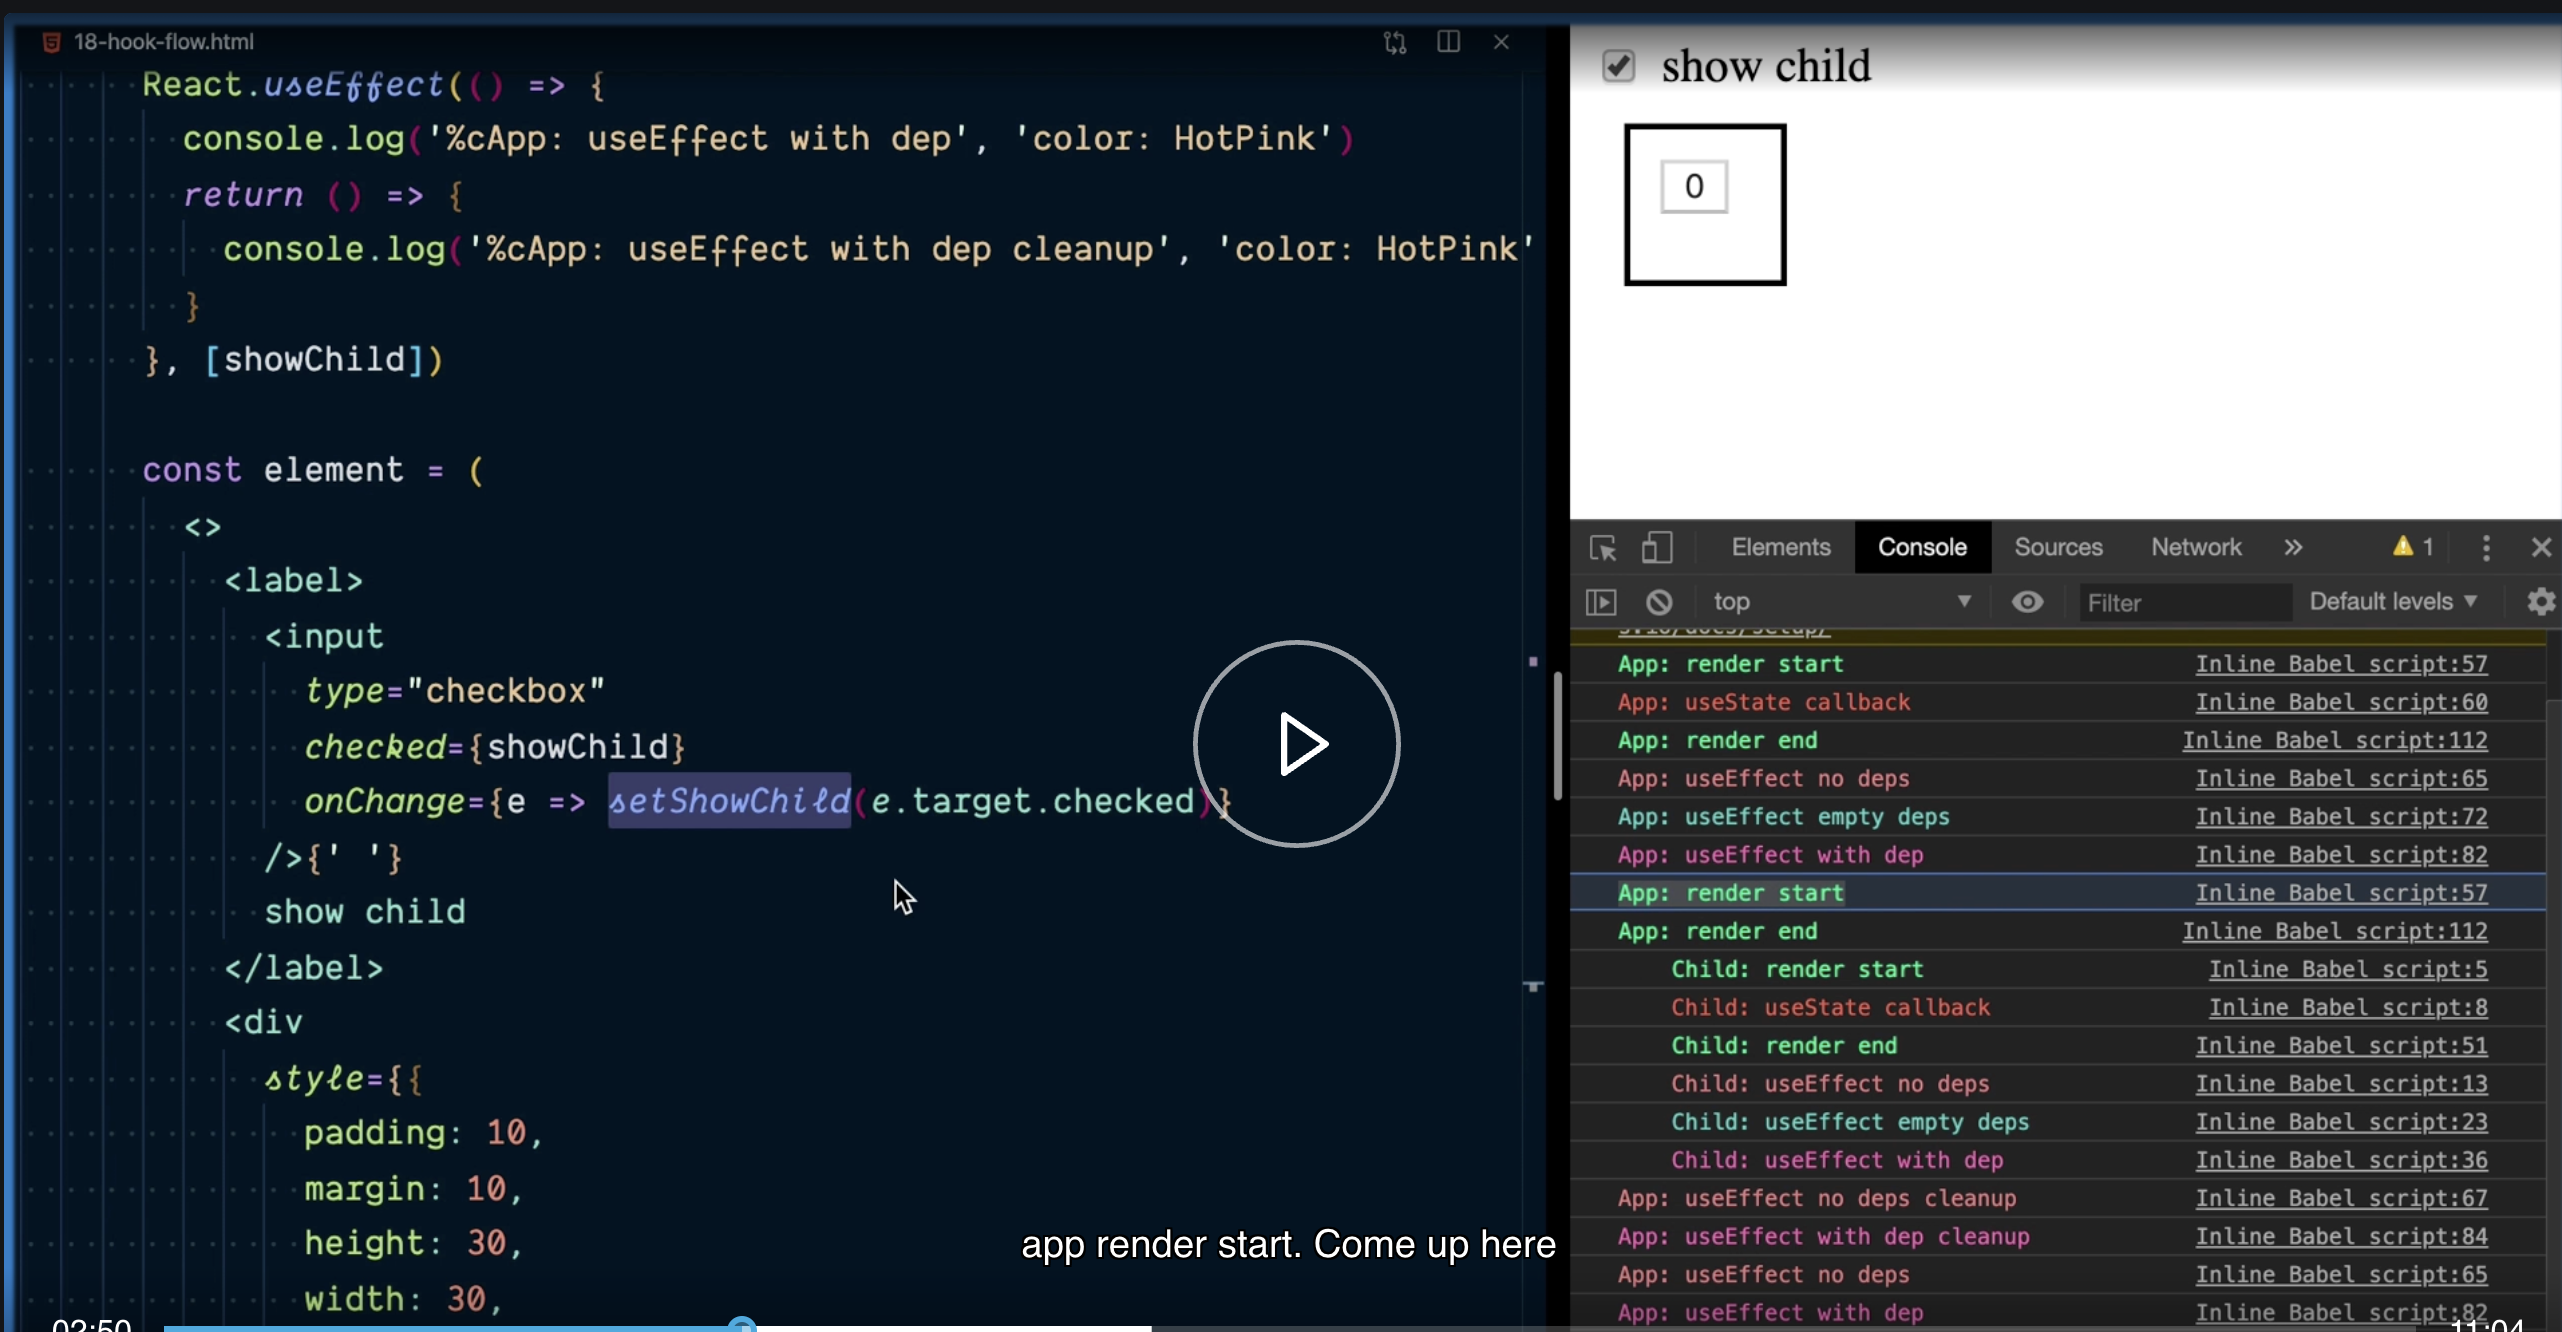 18-hook-flow.html
React.useEffect(() => {
console.log('%cApp: useEffect with dep', 'color: HotPink')
return () => {
console.log('%cApp: useEffect with dep cleanup', 'color: HotPink'
}
}, [showChild])
const element = (
<>
<label>
<input
type="checkbox"
checked={showChild}
onChange={e => setShowChild(e.target.checked)}
/>{' '}
show child
</label>
<div
style={{
padding: 10,
margin: 10,
height: 30,
width: 30,
app render start. Come up here
02:50
11:04
show child
0
Elements Console Sources Network » 1
top Filter Default levels
App: render start Inline Babel script:57
App: useState callback Inline Babel script:60
App: render end Inline Babel script:112
App: useEffect no deps Inline Babel script:65
App: useEffect empty deps Inline Babel script:72
App: useEffect with dep Inline Babel script:82
App: render start Inline Babel script:57
App: render end Inline Babel script:112
Child: render start Inline Babel script:5
Child: useState callback Inline Babel script:8
Child: render end Inline Babel script:51
Child: useEffect no deps Inline Babel script:13
Child: useEffect empty deps Inline Babel script:23
Child: useEffect with dep Inline Babel script:36
App: useEffect no deps cleanup Inline Babel script:67
App: useEffect with dep cleanup Inline Babel script:84
App: useEffect no deps Inline Babel script:65
App: useEffect with dep Inline Babel script:82